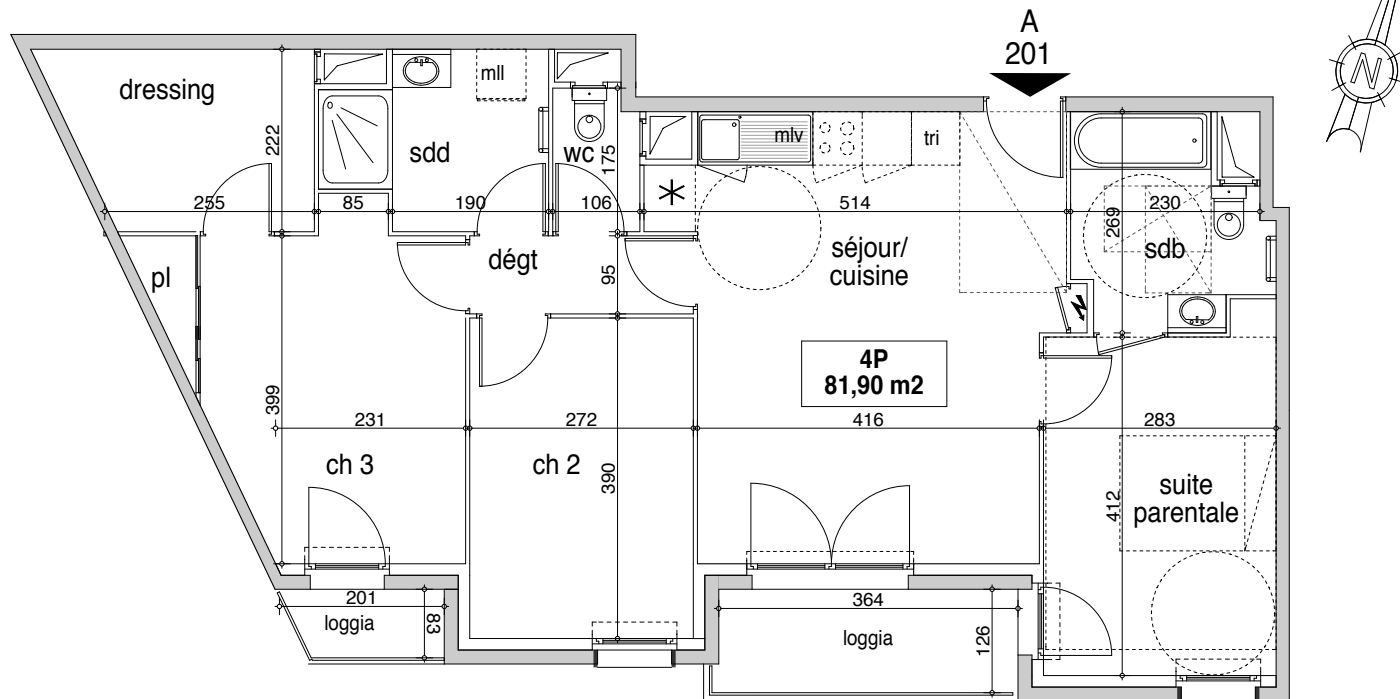 A
201
N
dressing
mll
222
sdd
wc
175
mlv
tri
255
85
190
106
514
230
269
sdb
pl
dégt
95
séjour/
cuisine
4P
81,90 m2
399
231
272
416
283
ch 3
ch 2
390
suite
parentale
412
201
83
loggia
364
126
loggia